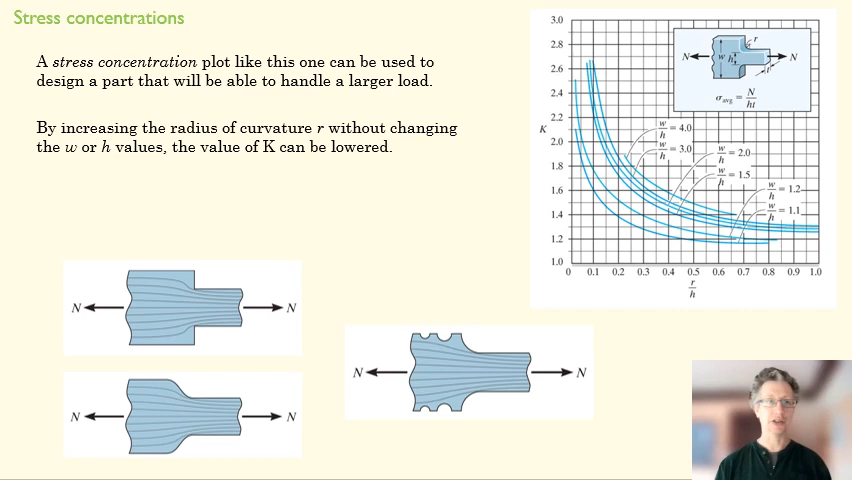 Stress concentrations
A stress concentration plot like this one can be used to
design a part that will be able to handle a larger load.
By increasing the radius of curvature r without changing
the w or h values, the value of K can be lowered.
3.0
2.8
2.6
2.4
2.2
2.0
1.8
1.6
1.4
1.2
1.0
K
0 0.1 0.2 0.3 0.4 0.5 0.6 0.7 0.8 0.9 1.0
r/h
N w h r t N
σavg = N/ht
w/h = 4.0
w/h = 3.0
w/h = 2.0
w/h = 1.5
w/h = 1.2
w/h = 1.1
N N
N N
N N